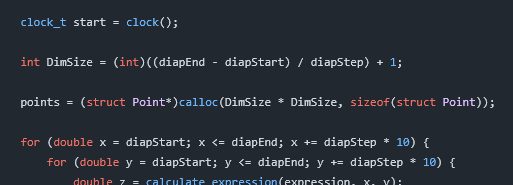 clock_t start = clock();
int DimSize = (int)((diapEnd - diapStart) / diapStep) + 1;
points = (struct Point*)calloc(DimSize * DimSize, sizeof(struct Point));
for (double x = diapStart; x <= diapEnd; x += diapStep * 10) {
for (double y = diapStart; y <= diapEnd; y += diapStep * 10) {
double z = calculate_expression(expression, x, y);